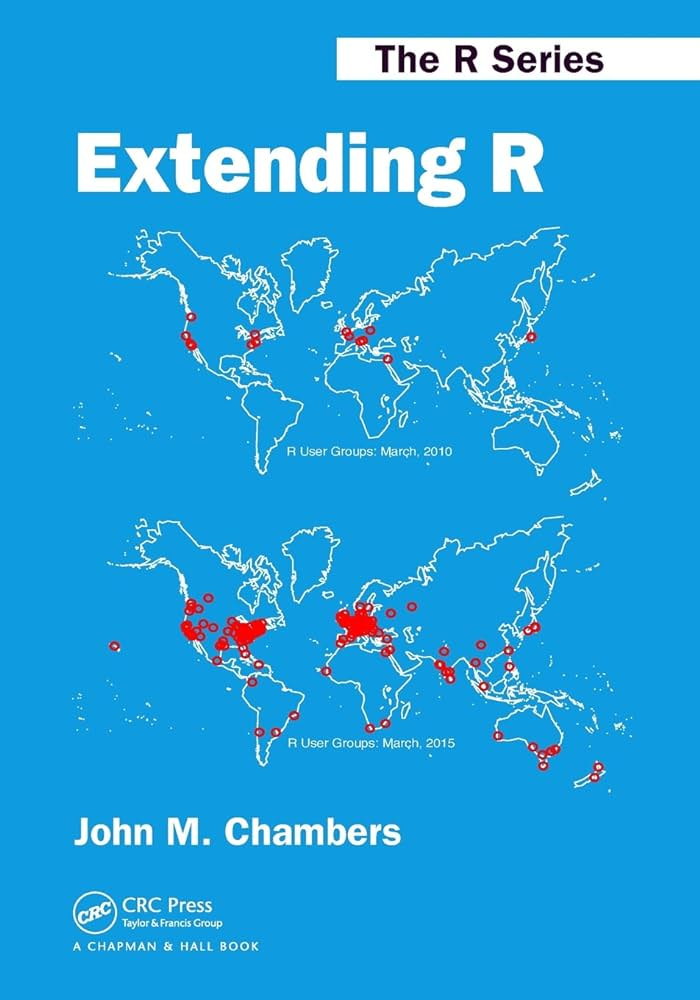 The R Series
Extending R
R User Groups: March, 2010
R User Groups: March, 2015
John M. Chambers
CRC
CRC Press
Taylor & Francis Group
A CHAPMAN & HALL BOOK